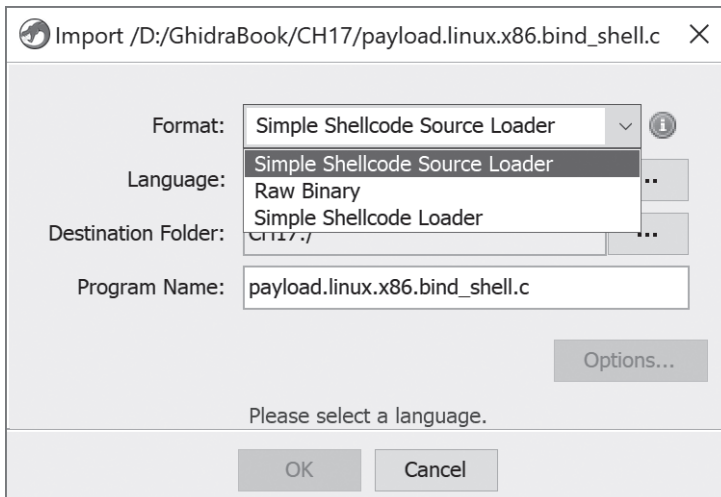 Import /D:/GhidraBook/CH17/payload.linux.x86.bind_shell.c
Format: Simple Shellcode Source Loader
Simple Shellcode Source Loader
Language:
Raw Binary
Simple Shellcode Loader
Destination Folder: CH17:/ ...
Program Name: payload.linux.x86.bind_shell.c
Options...
Please select a language.
OK Cancel